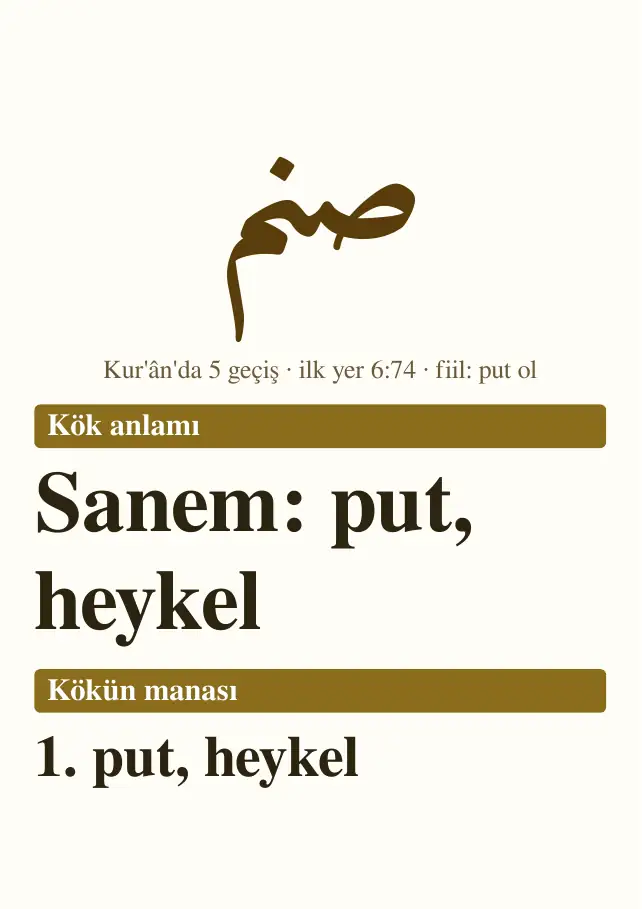 صنم
Kur'ân'da 5 geçiş · ilk yer 6:74 · fiil: put ol
Kök anlamı
Sanem: put,
heykel
Kökün manası
1. put, heykel